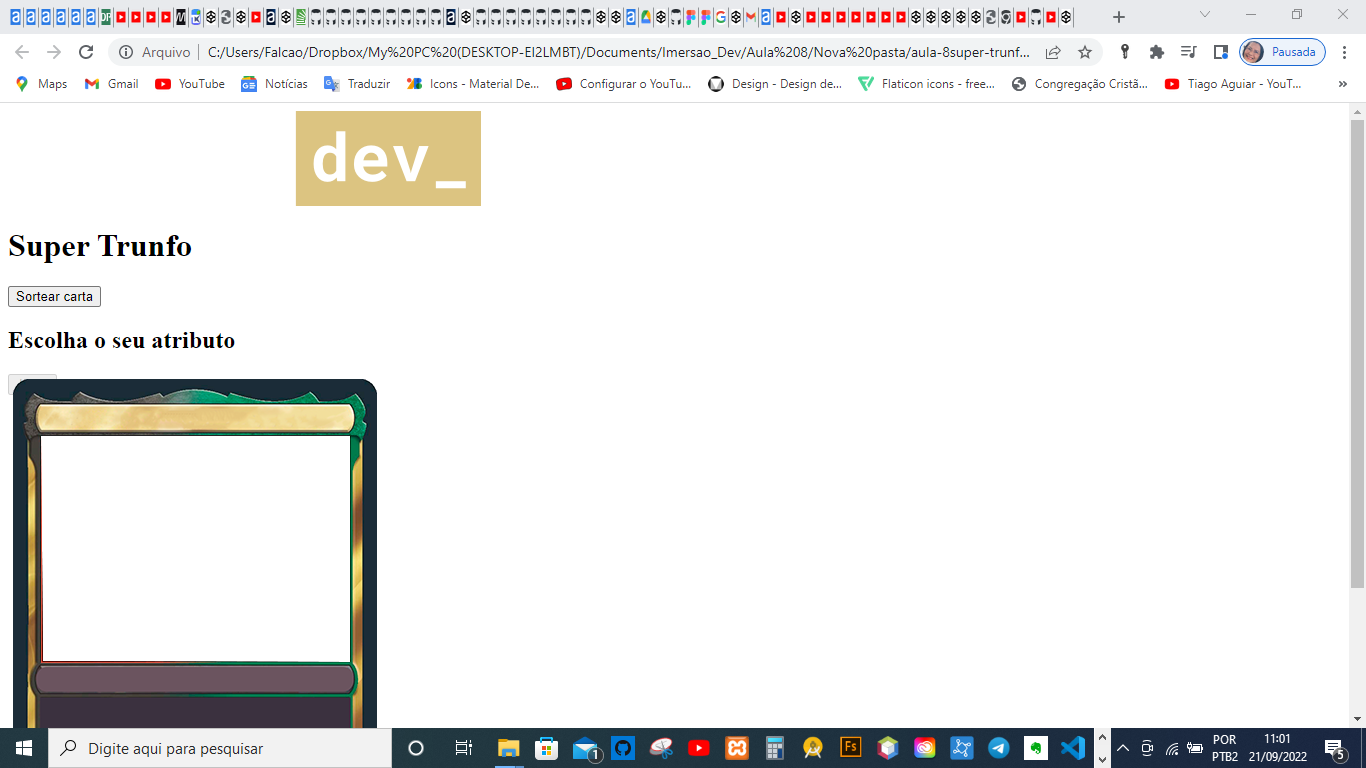 Arquivo
C:/Users/Falcao/Dropbox/My%20PC%20(DESKTOP-EI2LMBT)/Documents/Imersao_Dev/Aula%208/Nova%20pasta/aula-8super-trunf...
Pausada
Maps
Gmail
YouTube
Notícias
Traduzir
Icons - Material De...
Configurar o YouTu...
Design - Design de...
Flaticon icons - free...
Congregação Cristã...
Tiago Aguiar - YouT...
»
dev_
Super Trunfo
Sortear carta
Escolha o seu atributo
Digite aqui para pesquisar
1
Fs
POR
PTB2
11:01
21/09/2022
5